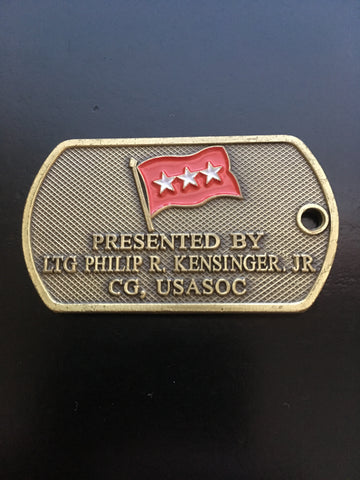 PRESENTED BY
LTG PHILIP R. KENSINGER, JR
CG, USASOC